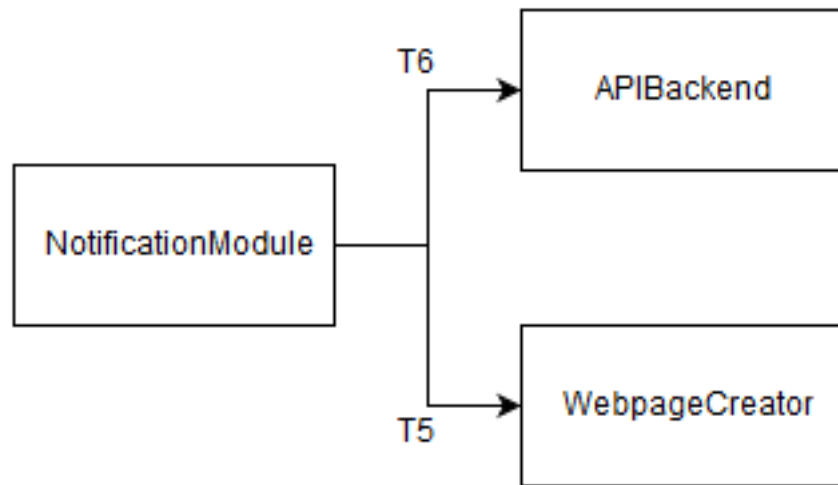 T6
APIBackend
NotificationModule
WebpageCreator
T5